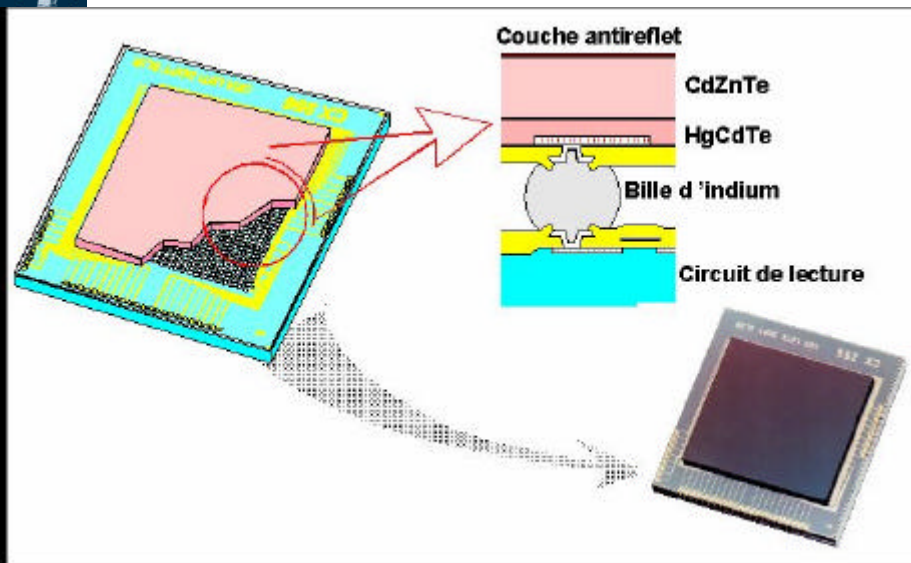 Couche antireflet
CdZnTe
HgCdTe
Bille d 'indium
Circuit de lecture